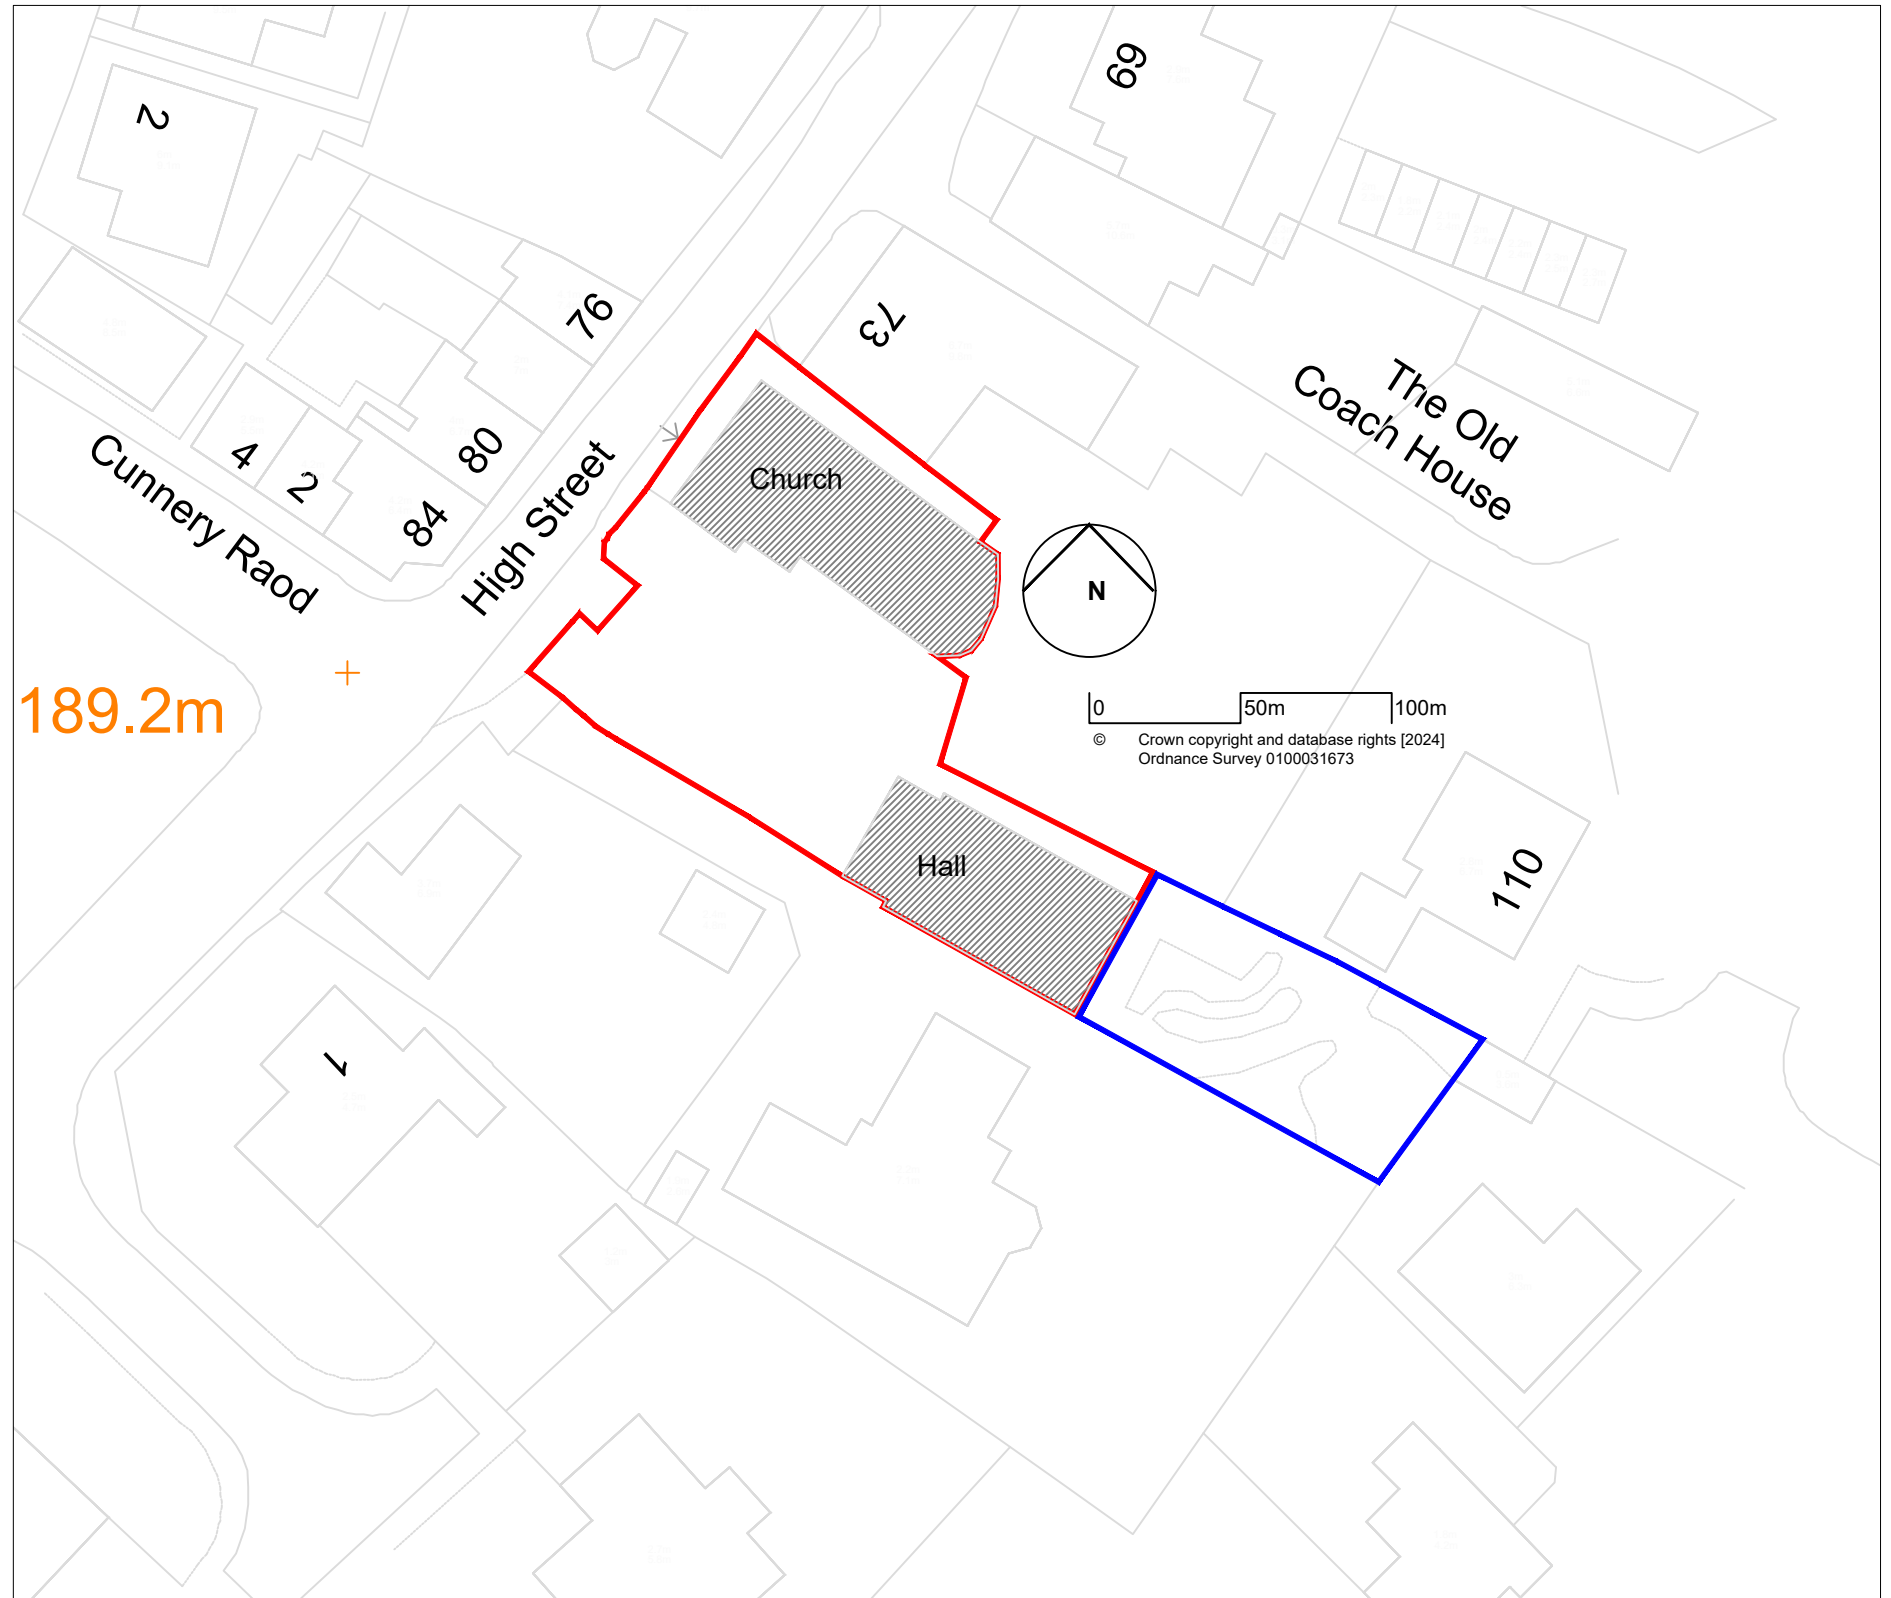 2
69
76
73
The Old
Coach House
80
4
2
84
Church
Cunnery Raod
High Street
N
189.2m
0 50m 100m
© Crown copyright and database rights [2024]
Ordnance Survey 0100031673
Hall
110
1